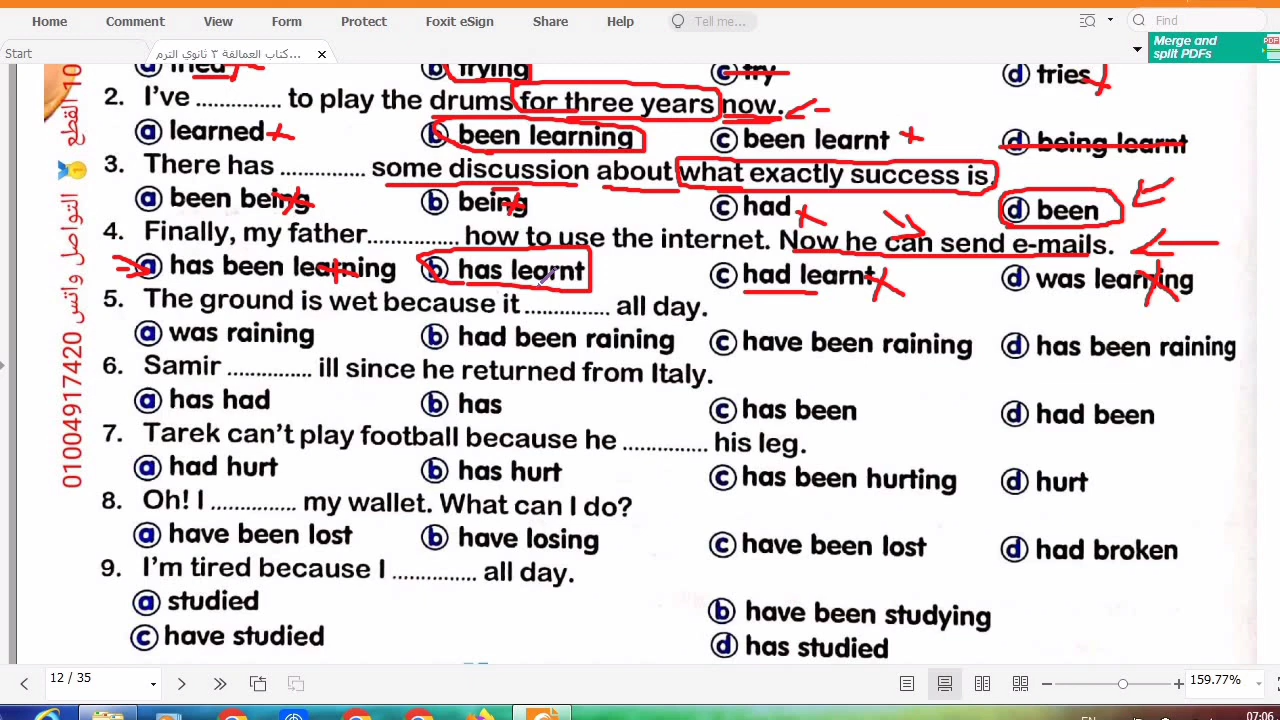 Home Comment View Form Protect Foxit eSign Share Help Tell me... Find
Start كتاب العمالقة ٣ ثانوي الترم... Merge and split PDFs
ⓑ trying ⓒ try ⓓ tries
2. I've .............. to play the drums for three years now.
ⓐ learned ⓑ been learning ⓒ been learnt ⓓ being learnt
3. There has .............. some discussion about what exactly success is.
ⓐ been being ⓑ being ⓒ had ⓓ been
4. Finally, my father.............. how to use the internet. Now he can send e-mails.
ⓐ has been learning ⓑ has learnt ⓒ had learnt ⓓ was learning
5. The ground is wet because it .............. all day.
ⓐ was raining ⓑ had been raining ⓒ have been raining ⓓ has been raining
6. Samir .............. ill since he returned from Italy.
ⓐ has had ⓑ has ⓒ has been ⓓ had been
7. Tarek can't play football because he .............. his leg.
ⓐ had hurt ⓑ has hurt ⓒ has been hurting ⓓ hurt
8. Oh! I .............. my wallet. What can I do?
ⓐ have been lost ⓑ have losing ⓒ have been lost ⓓ had broken
9. I'm tired because I .............. all day.
ⓐ studied ⓑ have been studying
ⓒ have studied ⓓ has studied
10 القطع 🏅 التواصل واتس 01004917420
12 / 35 159.77%
EN 07:06